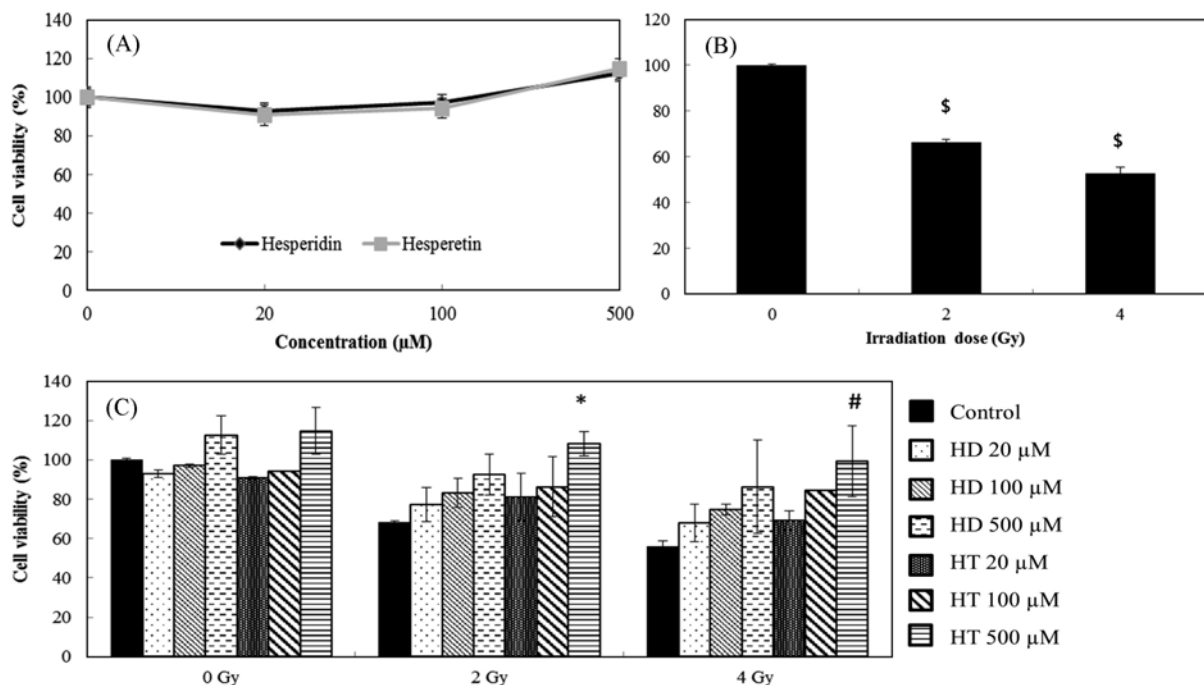 (A)
Cell viability (%)
140
120
100
80
60
40
20
0
Hesperidin
Hesperetin
0
20
100
500
Concentration (µM)
(B)
120
100
80
60
40
20
0
$
$
0
2
4
Irradiation dose (Gy)
(C)
Cell viability (%)
140
120
100
80
60
40
20
0
*
#
0 Gy
2 Gy
4 Gy
Control
HD 20 µM
HD 100 µM
HD 500 µM
HT 20 µM
HT 100 µM
HT 500 µM